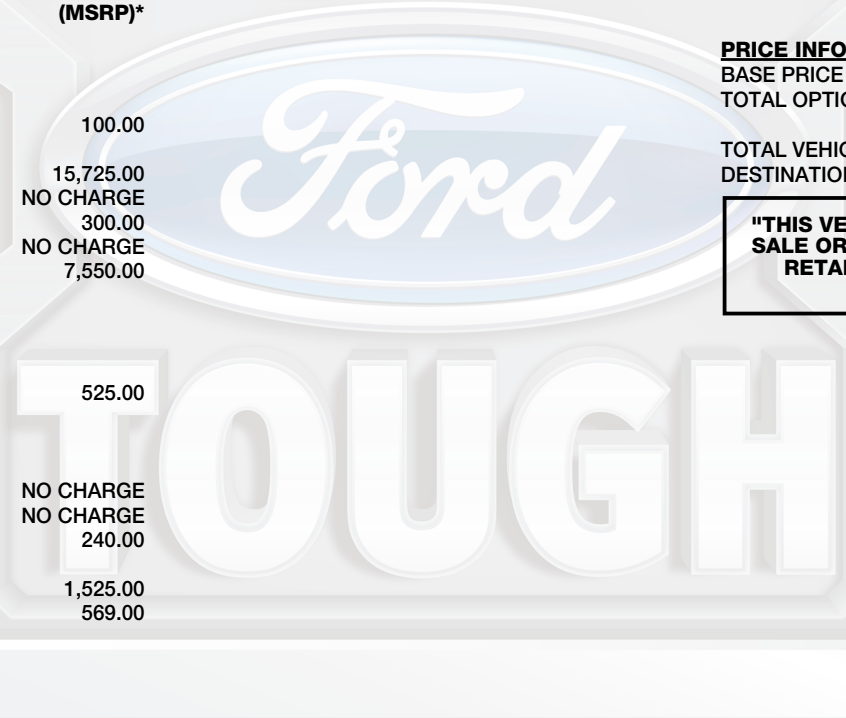 (MSRP)*
100.00
15,725.00
NO CHARGE
300.00
NO CHARGE
7,550.00
525.00
NO CHARGE
NO CHARGE
240.00
1,525.00
569.00
Ford
TOUGH
PRICE INFO
BASE PRICE
TOTAL OPTIO
TOTAL VEHIC
DESTINATION
"THIS VE
SALE OR
RETAI